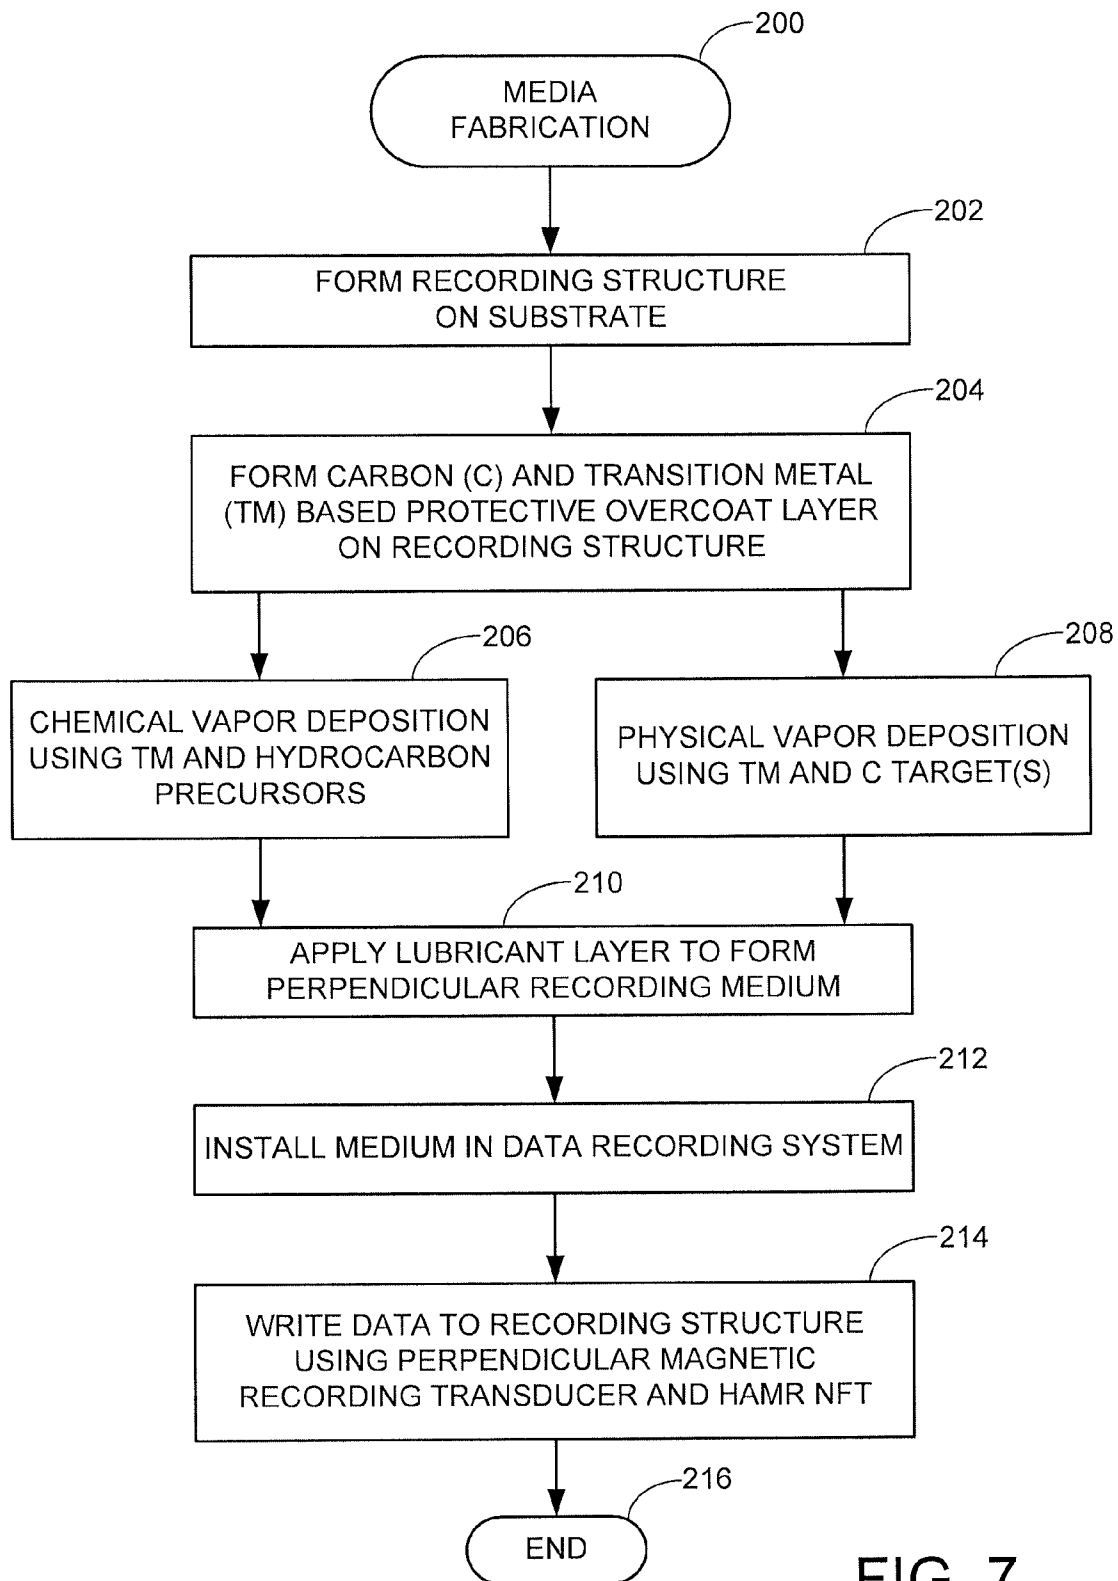 200
MEDIA
FABRICATION
202
FORM RECORDING STRUCTURE
ON SUBSTRATE
204
FORM CARBON (C) AND TRANSITION METAL
(TM) BASED PROTECTIVE OVERCOAT LAYER
ON RECORDING STRUCTURE
206
CHEMICAL VAPOR DEPOSITION
USING TM AND HYDROCARBON
PRECURSORS
208
PHYSICAL VAPOR DEPOSITION
USING TM AND C TARGET(S)
210
APPLY LUBRICANT LAYER TO FORM
PERPENDICULAR RECORDING MEDIUM
212
INSTALL MEDIUM IN DATA RECORDING SYSTEM
214
WRITE DATA TO RECORDING STRUCTURE
USING PERPENDICULAR MAGNETIC
RECORDING TRANSDUCER AND HAMR NFT
216
END
FIG. 7